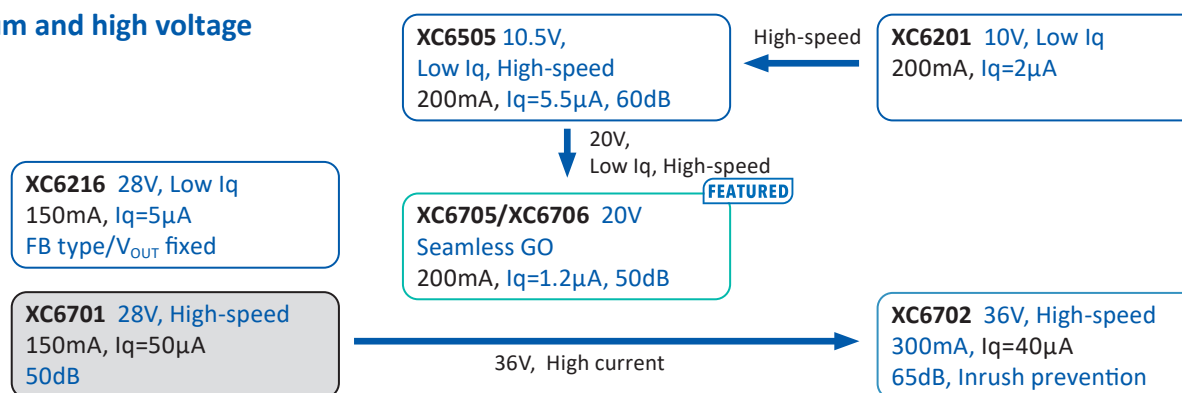 and high voltage
XC6505 10.5V,
Low Iq, High-speed
200mA, Iq=5.5µA, 60dB
High-speed
XC6201 10V, Low Iq
200mA, Iq=2µA
20V,
Low Iq, High-speed
XC6216 28V, Low Iq
150mA, Iq=5µA
FB type/VOUT fixed
FEATURED
XC6705/XC6706 20V
Seamless GO
200mA, Iq=1.2µA, 50dB
XC6701 28V, High-speed
150mA, Iq=50µA
50dB
36V, High current
XC6702 36V, High-speed
300mA, Iq=40µA
65dB, Inrush prevention